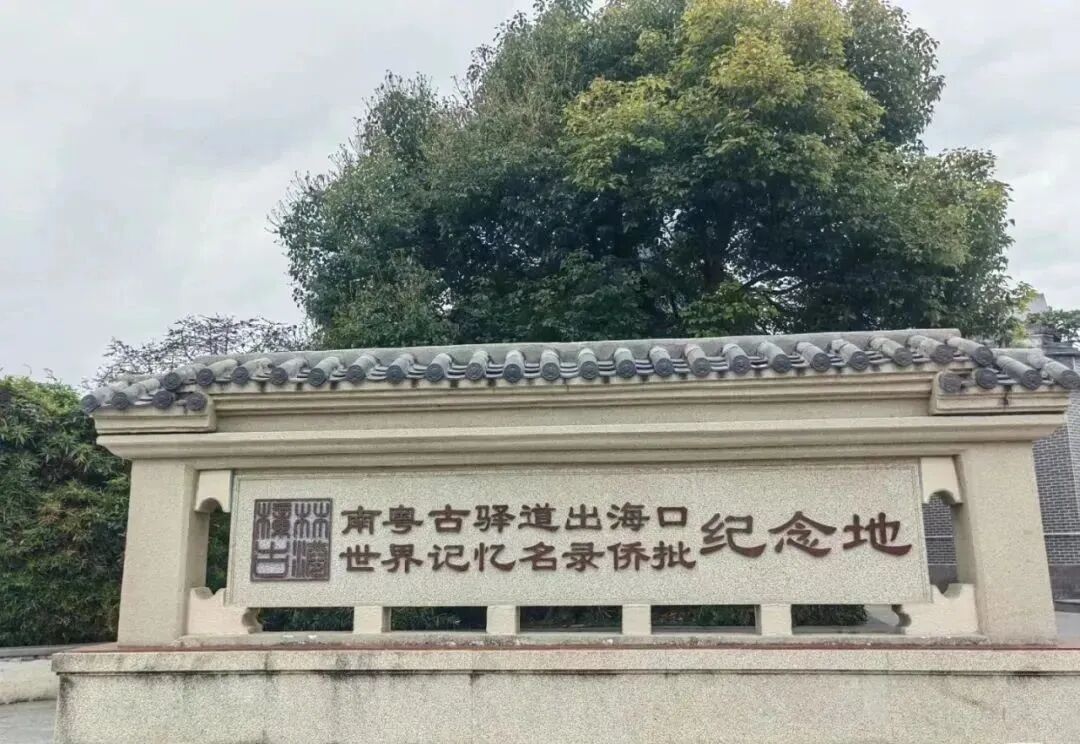 樟林古港
南粤古驿道出海口
世界记忆名录侨批
纪念地